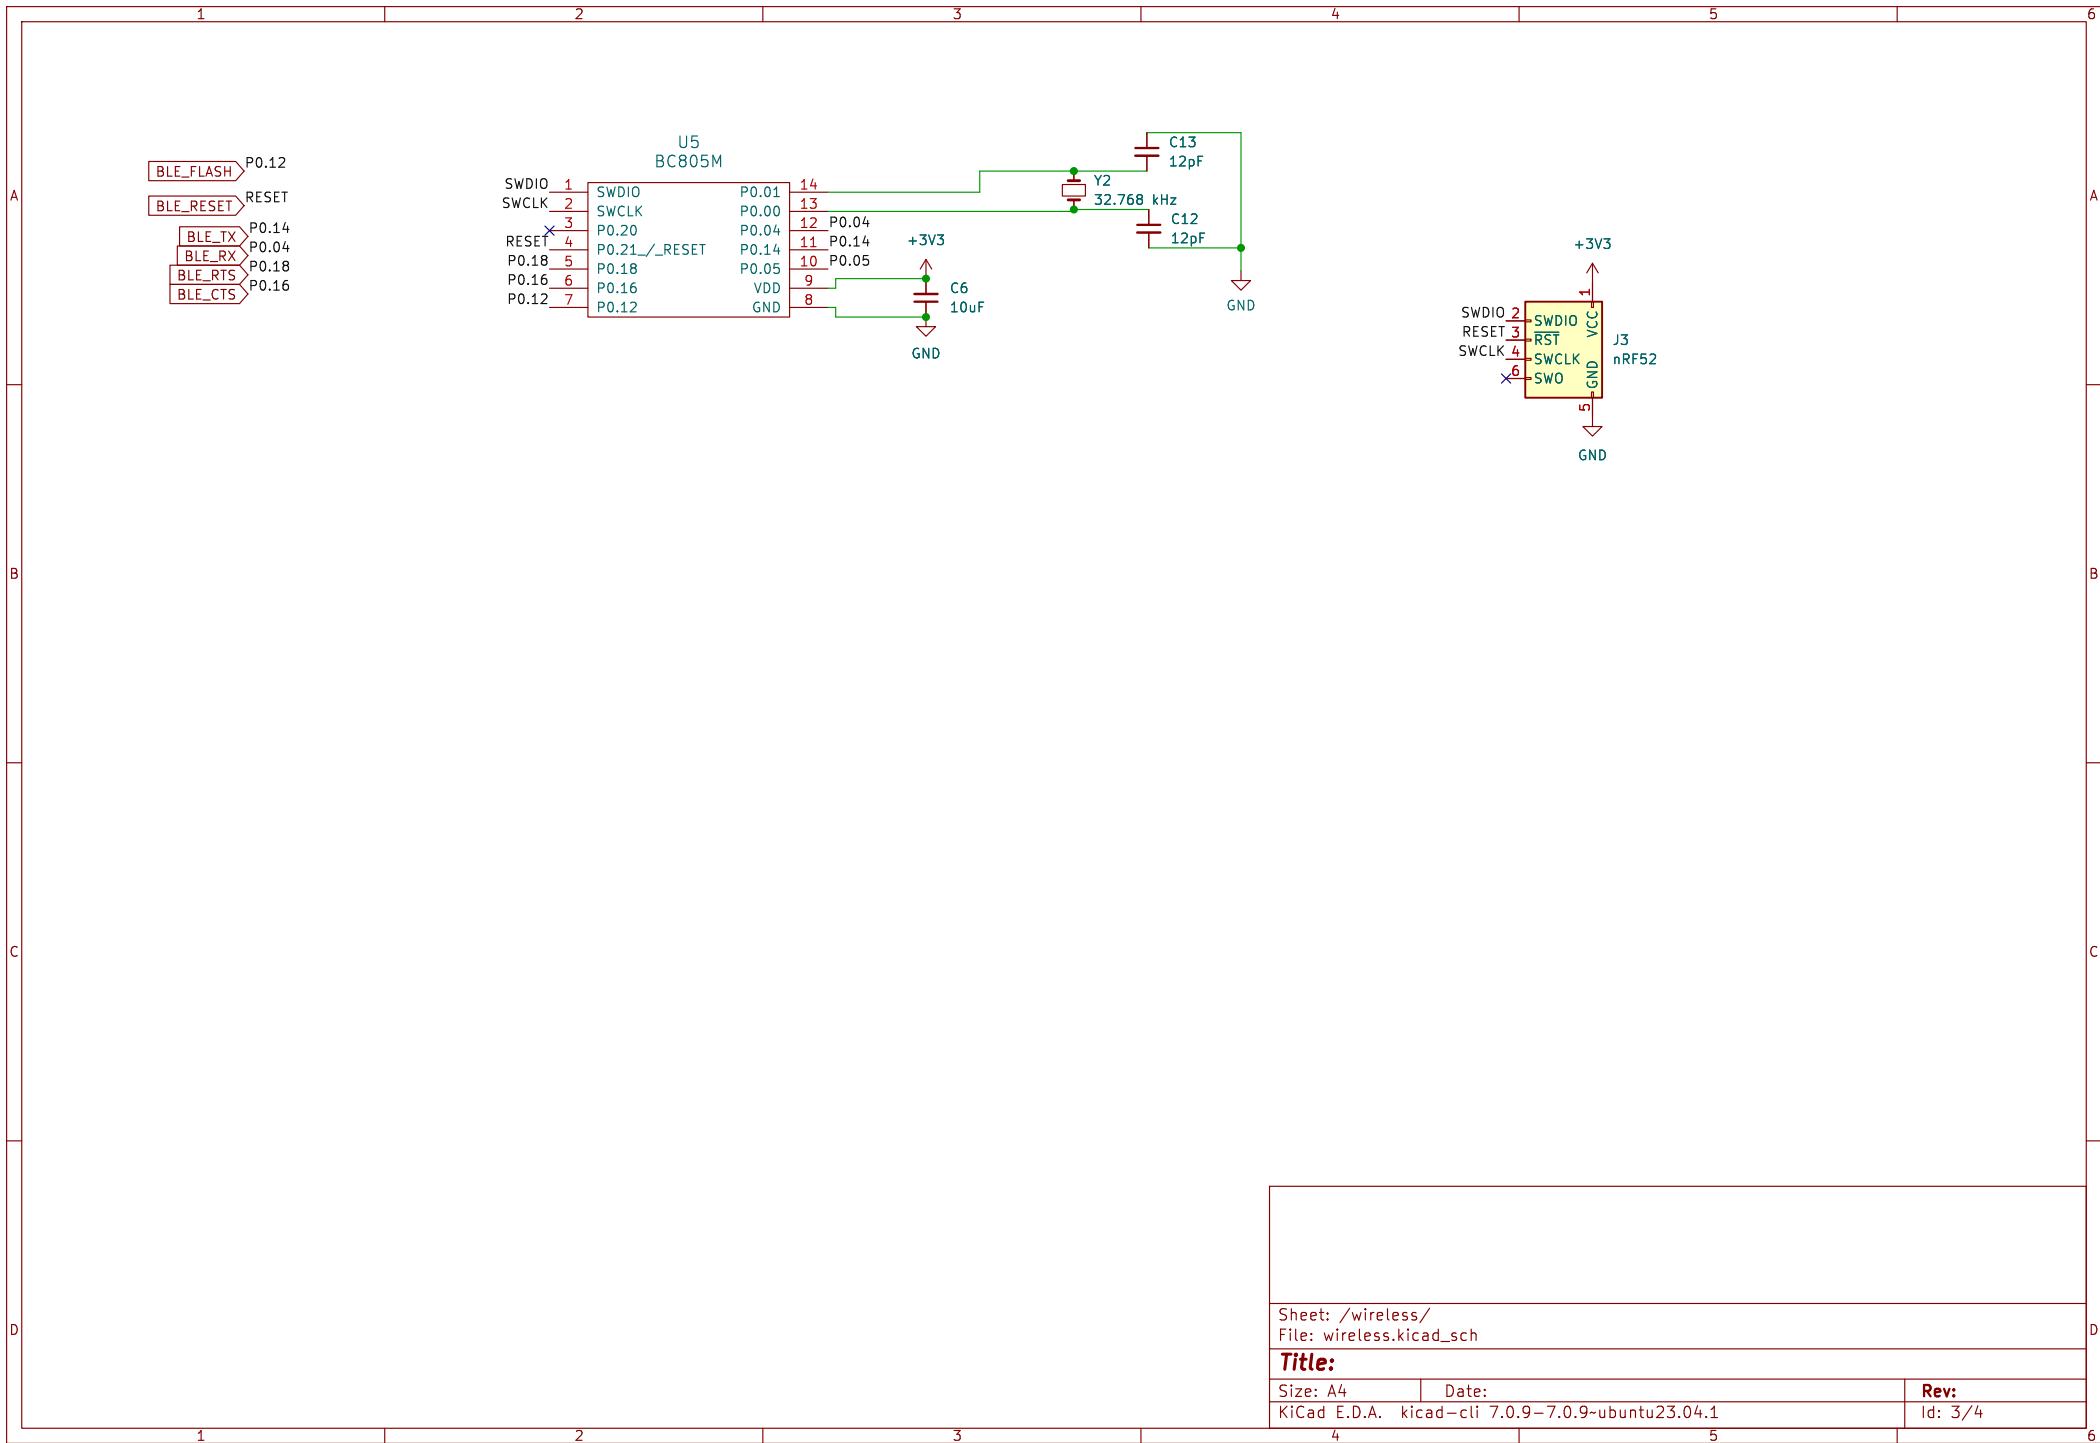 1 2 3 4 5 6
A
B
C
D
A
B
C
D
1 2 3 4 5 6
BLE_FLASH P0.12
BLE_RESET RESET
BLE_TX P0.14
BLE_RX P0.04
BLE_RTS P0.18
BLE_CTS P0.16
U5
BC805M
SWDIO 1 SWDIO P0.01 14
SWCLK 2 SWCLK P0.00 13
3 P0.20 P0.04 12 P0.04
RESET 4 P0.21_/_RESET P0.14 11 P0.14
P0.18 5 P0.18 P0.05 10 P0.05
P0.16 6 P0.16 VDD 9
P0.12 7 P0.12 GND 8
+3V3
C6
10uF
GND
C13
12pF
Y2
32.768 kHz
C12
12pF
GND
+3V3
1
VCC
SWDIO 2 SWDIO
RESET 3 RST
SWCLK 4 SWCLK
6 SWO
GND
5
J3
nRF52
GND
Sheet: /wireless/
File: wireless.kicad_sch
Title:
Size: A4 Date: Rev:
KiCad E.D.A. kicad-cli 7.0.9-7.0.9~ubuntu23.04.1 Id: 3/4